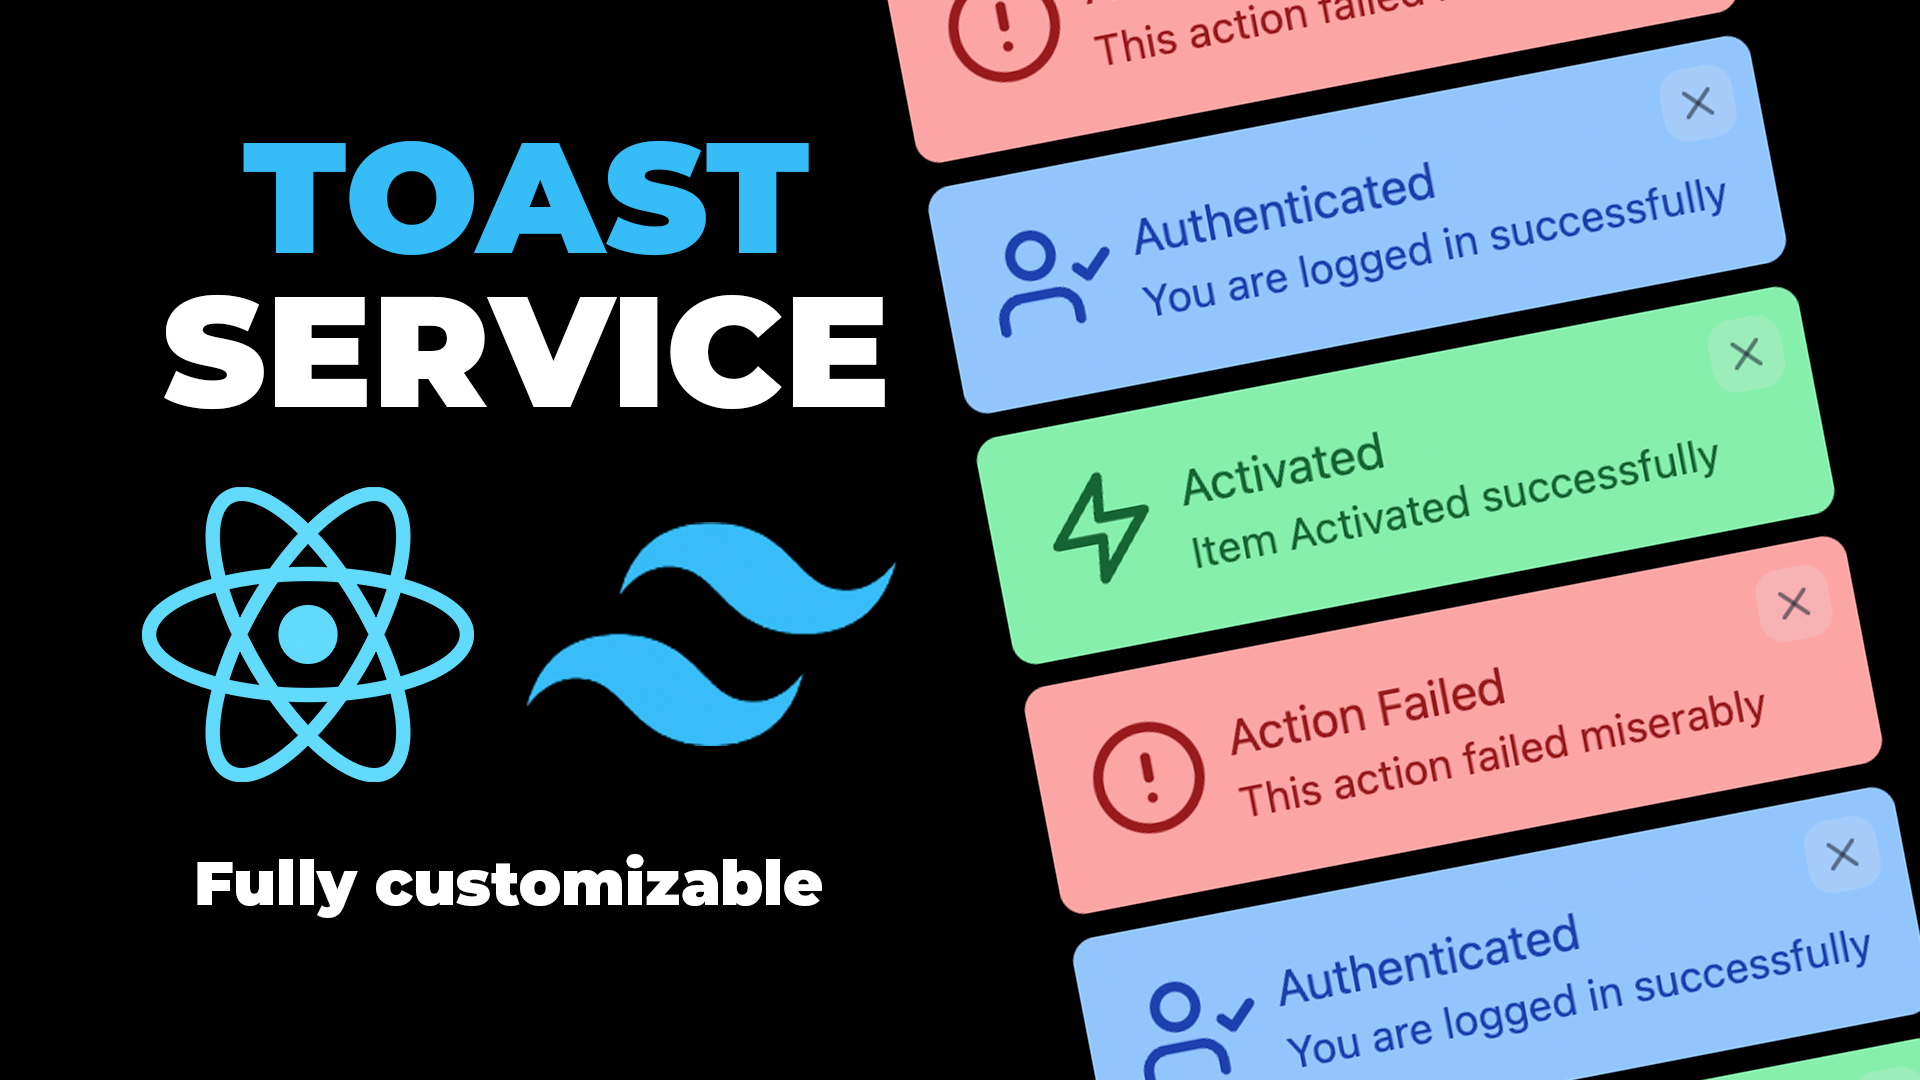 TOAST
SERVICE
Fully customizable
This action failed
Authenticated
You are logged in successfully
Activated
Item Activated successfully
Action Failed
This action failed miserably
Authenticated
You are logged in successfully